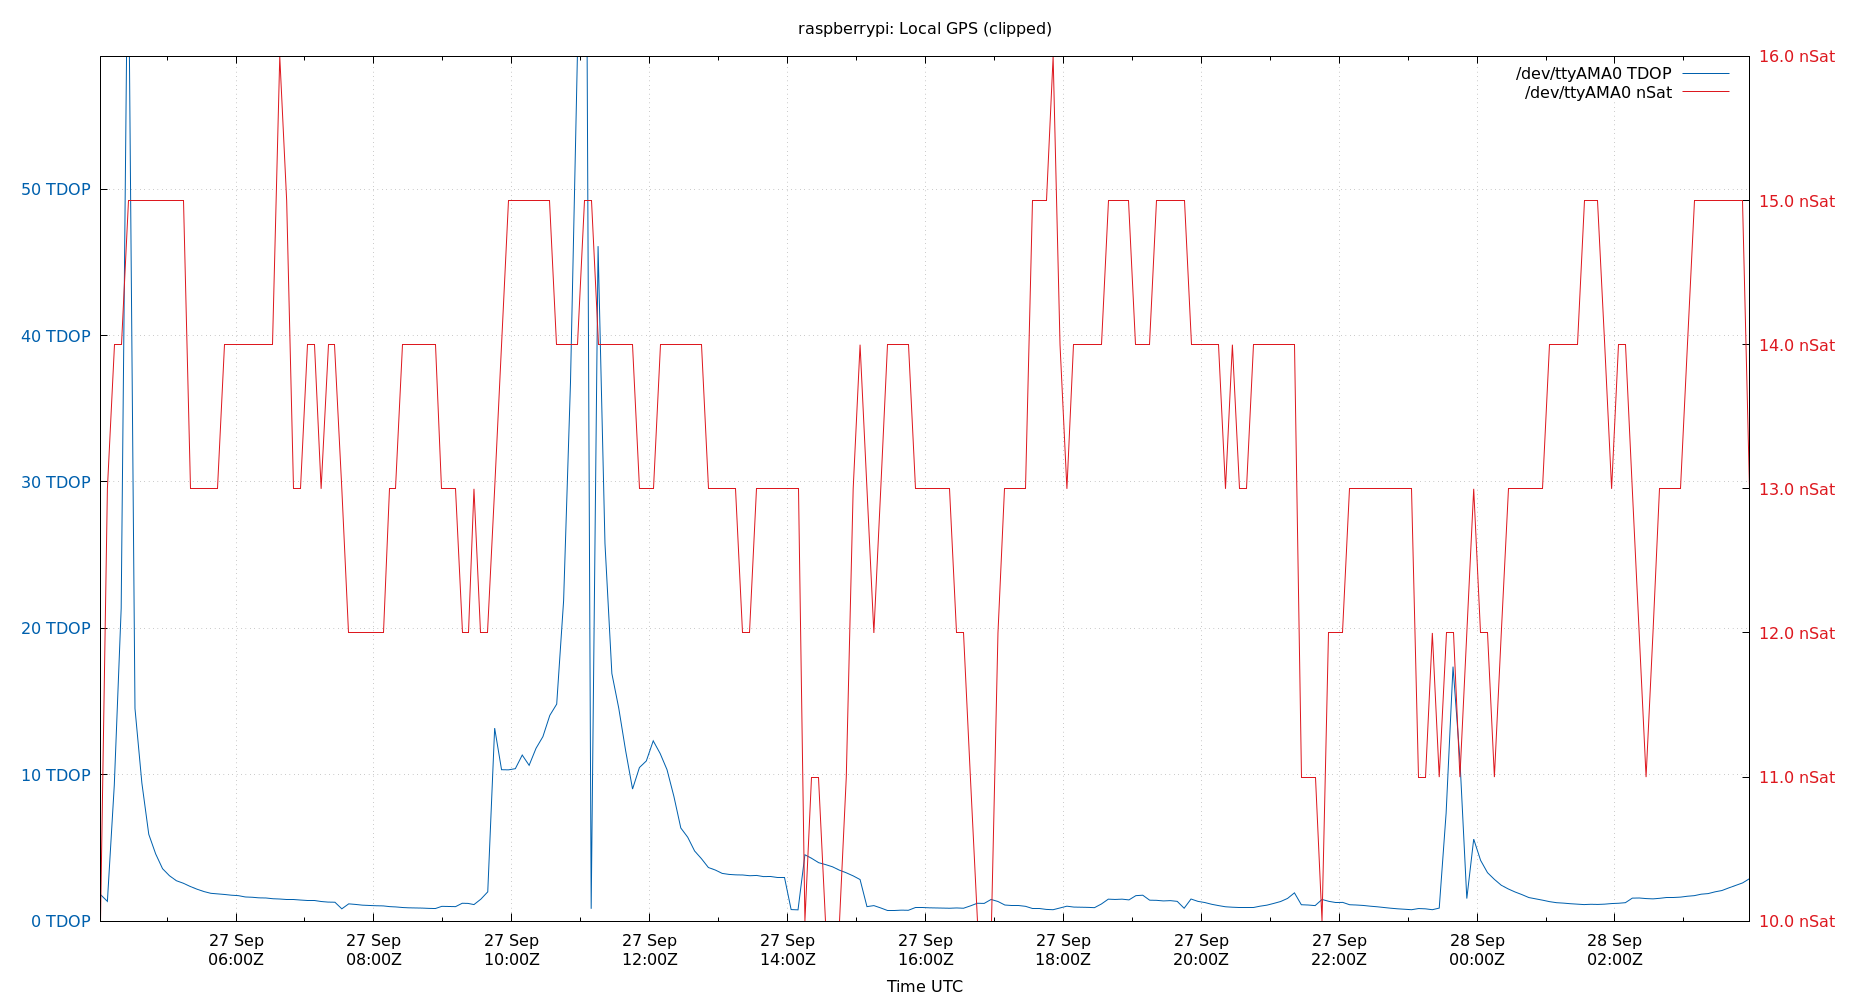 raspberrypi: Local GPS (clipped)
/dev/ttyAMA0 TDOP
/dev/ttyAMA0 nSat
50 TDOP
40 TDOP
30 TDOP
20 TDOP
10 TDOP
0 TDOP
16.0 nSat
15.0 nSat
14.0 nSat
13.0 nSat
12.0 nSat
11.0 nSat
10.0 nSat
27 Sep
06:00Z
27 Sep
08:00Z
27 Sep
10:00Z
27 Sep
12:00Z
27 Sep
14:00Z
27 Sep
16:00Z
27 Sep
18:00Z
27 Sep
20:00Z
27 Sep
22:00Z
28 Sep
00:00Z
28 Sep
02:00Z
Time UTC